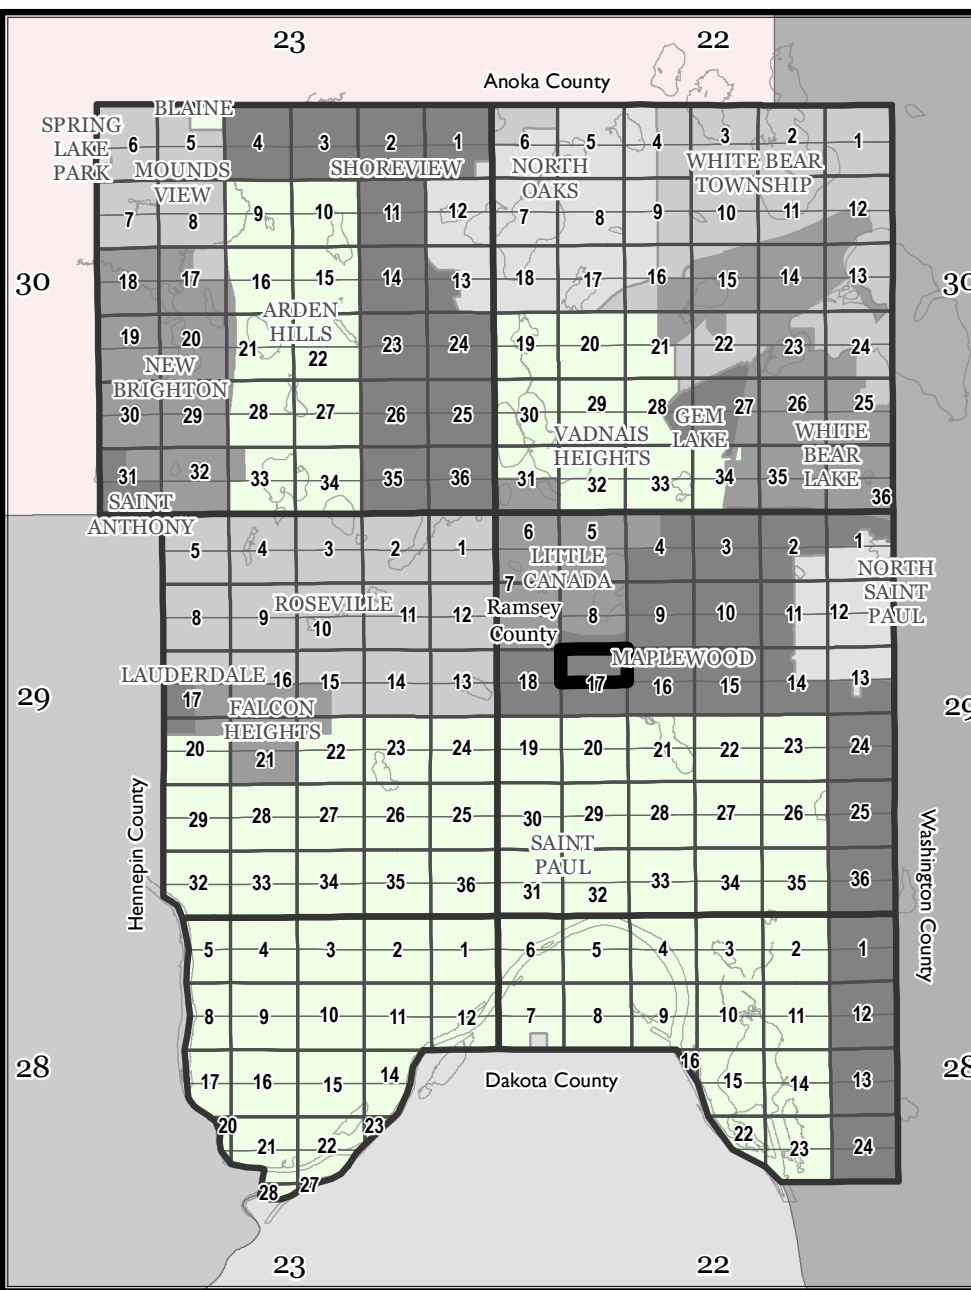 23 22
Anoka County
BLAINE
SPRING
LAKE
PARK
6 5 4 3 2 1 6 5 4 3 2 1
MOUNDS
VIEW
SHOREVIEW
NORTH
OAKS
WHITE BEAR
TOWNSHIP
7 8 9 10 11 12 7 8 9 10 11 12
30 18 17 16 15 14 13 18 17 16 15 14 13 30
ARDEN
HILLS
19 20 21 22 23 24 19 20 21 22 23 24
NEW
BRIGHTON
30 29 28 27 26 25 30 29 28 27 26 25
GEM
LAKE
VADNAIS
HEIGHTS
WHITE
BEAR
LAKE
31 32 33 34 35 36 31 32 33 34 35 36
SAINT
ANTHONY
5 4 3 2 1 6 5 4 3 2 1
LITTLE
CANADA
NORTH
SAINT
PAUL
8 9 10 11 12 7 8 9 10 11 12
ROSEVILLE
Ramsey
County
MAPLEWOOD
LAUDERDALE
29 17 16 15 14 13 18 17 16 15 14 13 29
FALCON
HEIGHTS
20 21 22 23 24 19 20 21 22 23 24
29 28 27 26 25 30 29 28 27 26 25
Hennepin County
Washington County
SAINT
PAUL
32 33 34 35 36 31 32 33 34 35 36
5 4 3 2 1 6 5 4 3 2 1
8 9 10 11 12 7 8 9 10 11 12
28 17 16 15 14 16 15 14 13 28
Dakota County
20 21 22 23 22 23 24
28 27
23 22